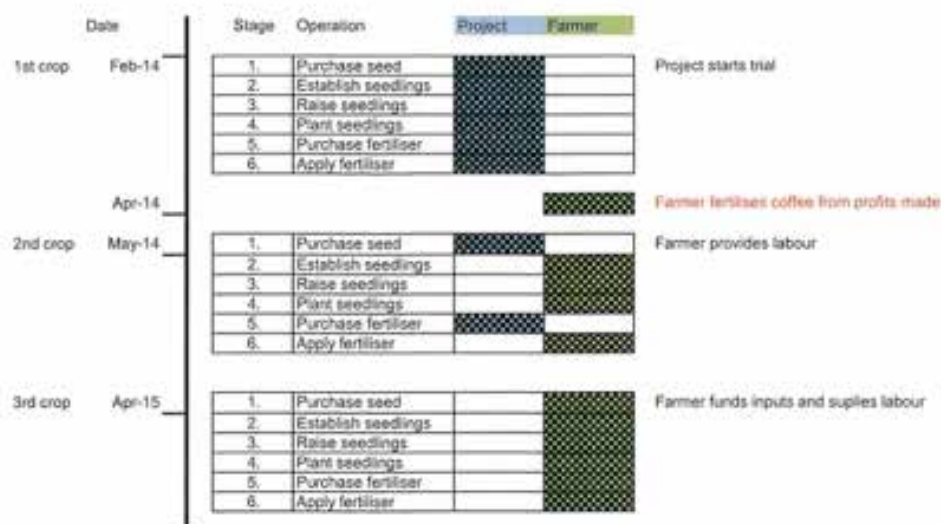 Date Stage Operation Project Farmer
1st crop Feb-14 1. Purchase seed Project starts trial
2. Establish seedlings
3. Raise seedlings
4. Plant seedlings
5. Purchase fertiliser
6. Apply fertiliser
Apr-14 Farmer fertilises coffee from profits made
2nd crop May-14 1. Purchase seed Farmer provides labour
2. Establish seedlings
3. Raise seedlings
4. Plant seedlings
5. Purchase fertiliser
6. Apply fertiliser
3rd crop Apr-15 1. Purchase seed Farmer funds inputs and suplies labour
2. Establish seedlings
3. Raise seedlings
4. Plant seedlings
5. Purchase fertiliser
6. Apply fertiliser